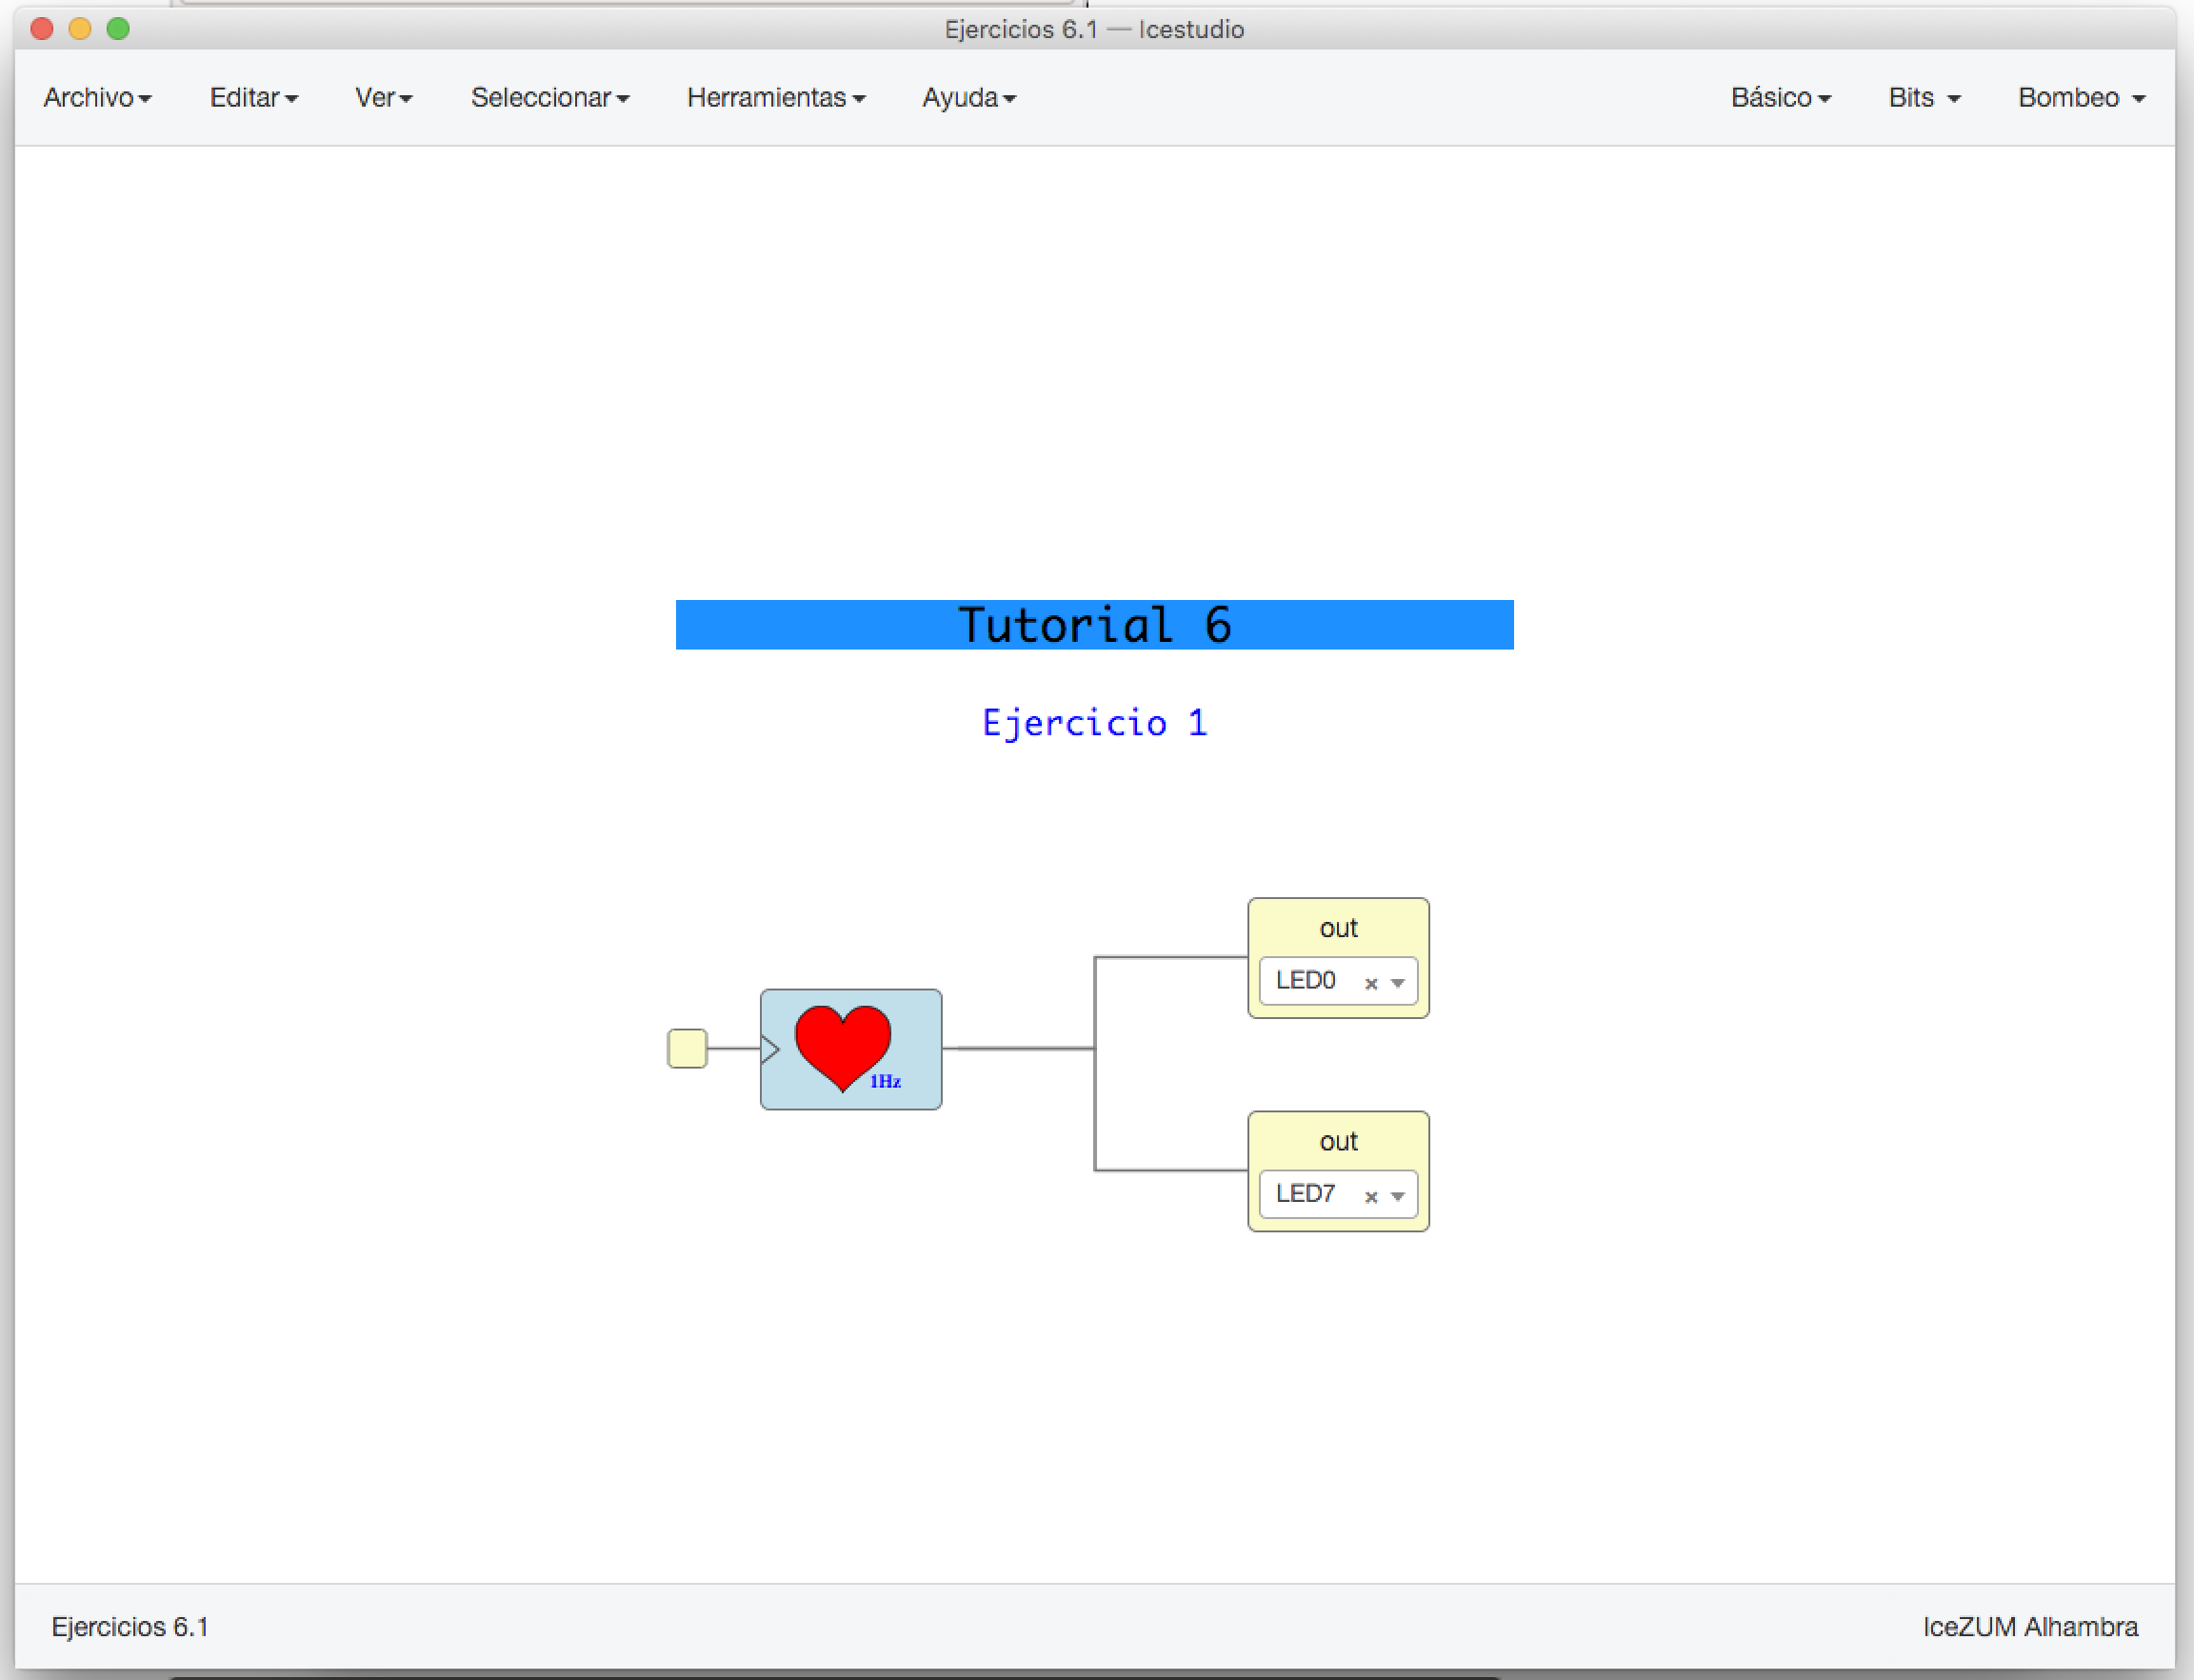 Ejercicios 6.1 — Icestudio
Archivo Editar Ver Seleccionar Herramientas Ayuda Básico Bits Bombeo
Tutorial 6
Ejercicio 1
out
LED0
1Hz
out
LED7
Ejercicios 6.1 IceZUM Alhambra